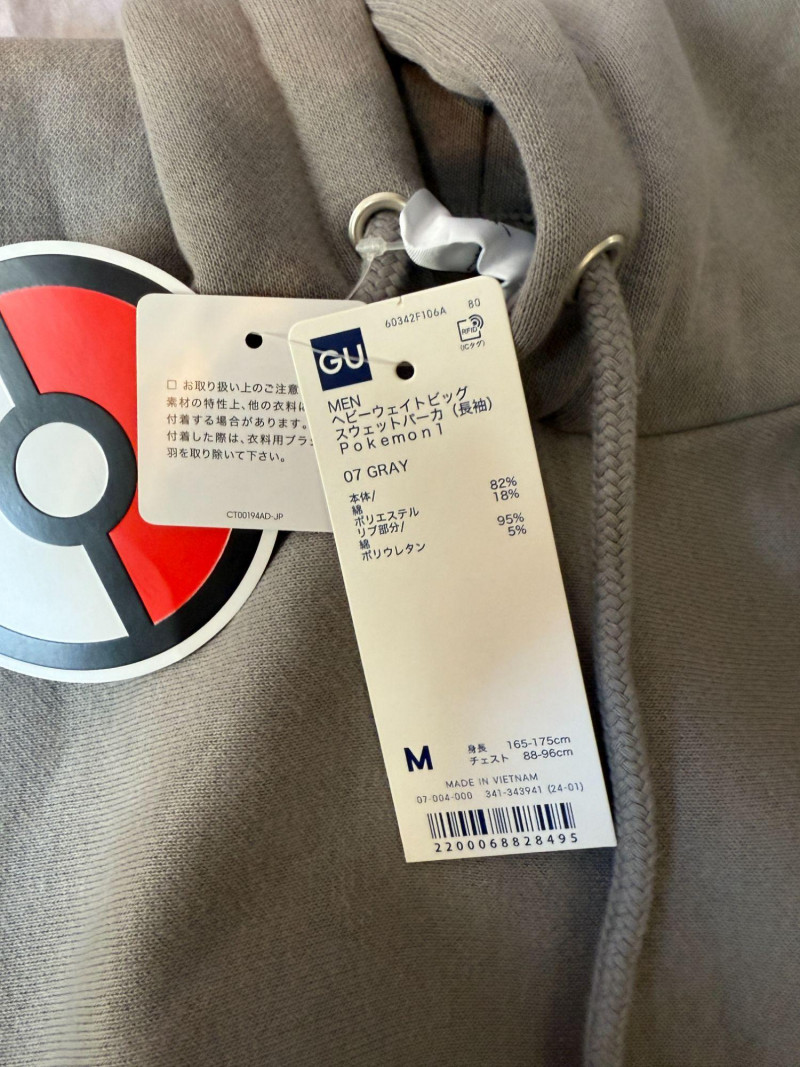 □ お取り扱い上のご注意
素材の特性上、他の衣料に
付着する場合があります。
付着した際は、衣料用ブラ
羽を取り除いて下さい。
CT00194AD-JP
60342F106A 80
GU
RFID
(ICタグ)
MEN
ヘビーウェイトビッグ
スウェットパーカ (長袖)
Pokemon1
07 GRAY
本体/
綿 82%
ポリエステル 18%
リブ部分/
綿 95%
ポリウレタン 5%
M
身長 165-175cm
チェスト 88-96cm
MADE IN VIETNAM
07-004-000 341-343941 (24-01)
2200068828495